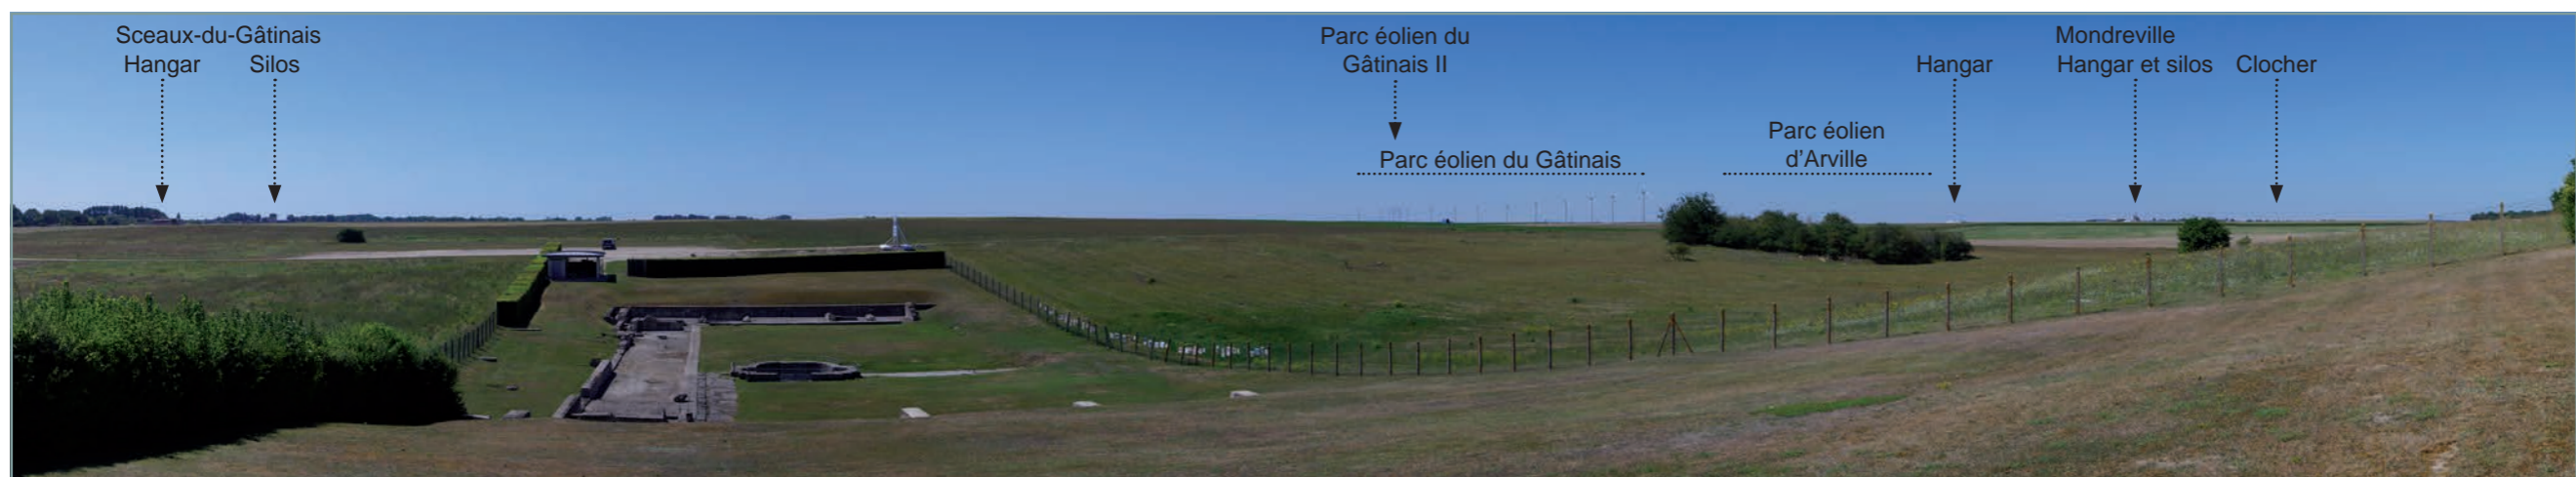 Sceaux-du-Gâtinais
Hangar Silos
Parc éolien du
Gâtinais II
Parc éolien du Gâtinais
Parc éolien
d'Arville
Hangar
Mondreville
Hangar et silos
Clocher